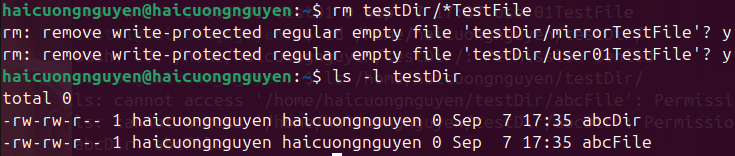 haicuongnguyen@haicuongnguyen:~$ rm testDir/*TestFile
rm: remove write-protected regular empty file 'testDir/mirrorTestFile'? y
rm: remove write-protected regular empty file 'testDir/user01TestFile'? y
haicuongnguyen@haicuongnguyen:~$ ls -l testDir
total 0
-rw-rw-r-- 1 haicuongnguyen haicuongnguyen 0 Sep  7 17:35 abcDir
-rw-rw-r-- 1 haicuongnguyen haicuongnguyen 0 Sep  7 17:35 abcFile